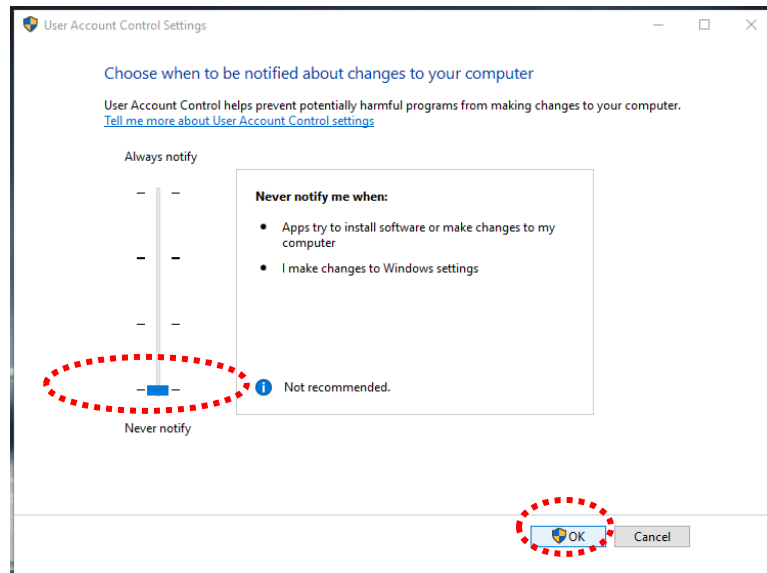 User Account Control Settings
Choose when to be notified about changes to your computer
User Account Control helps prevent potentially harmful programs from making changes to your computer.
Tell me more about User Account Control settings
Always notify
Never notify me when:
Apps try to install software or make changes to my
computer
I make changes to Windows settings
Not recommended.
Never notify
OK
Cancel